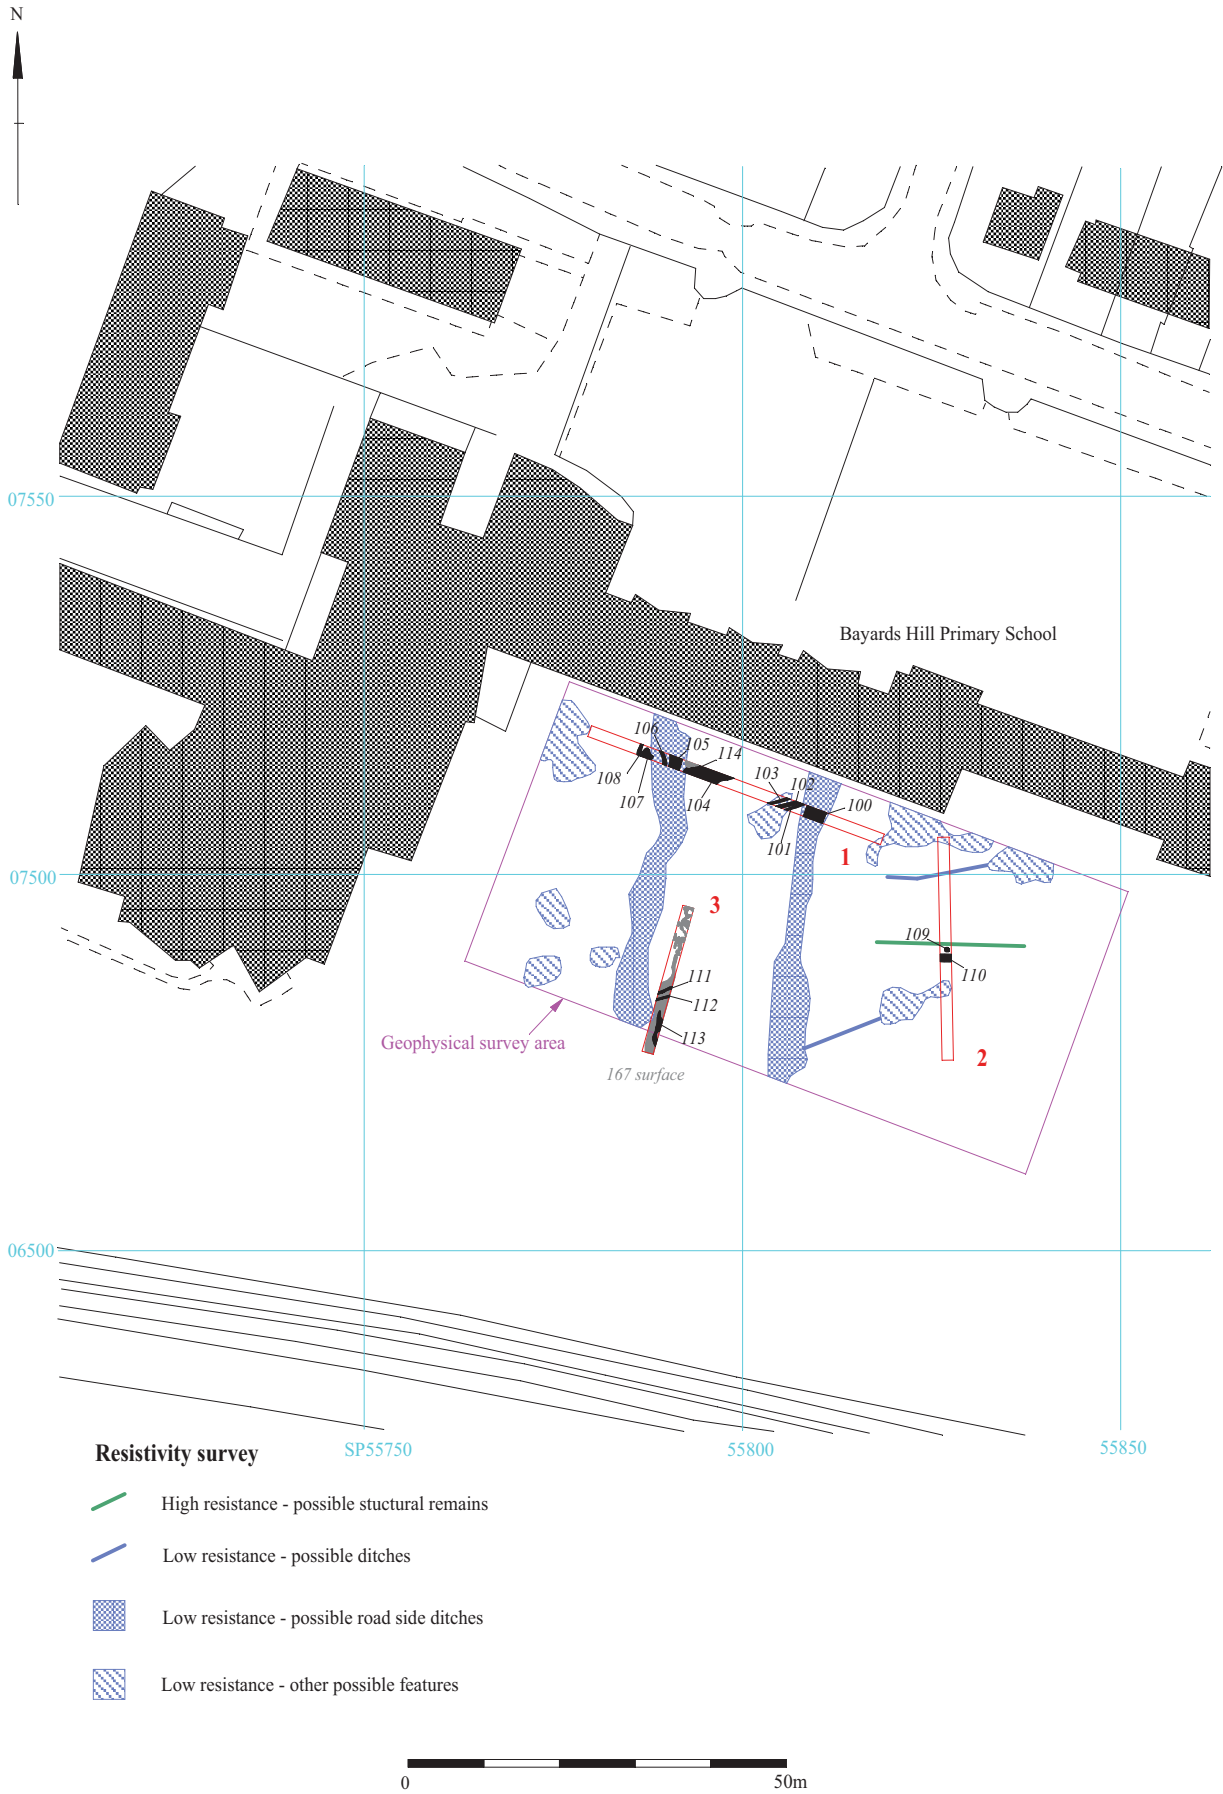 N
07550
Bayards Hill Primary School
106
105
114
108
107
104
103
102
100
101
1
07500
3
109
110
111
112
113
Geophysical survey area
167 surface
2
06500
SP55750
55800
55850
Resistivity survey
High resistance - possible stuctural remains
Low resistance - possible ditches
Low resistance - possible road side ditches
Low resistance - other possible features
0
50m